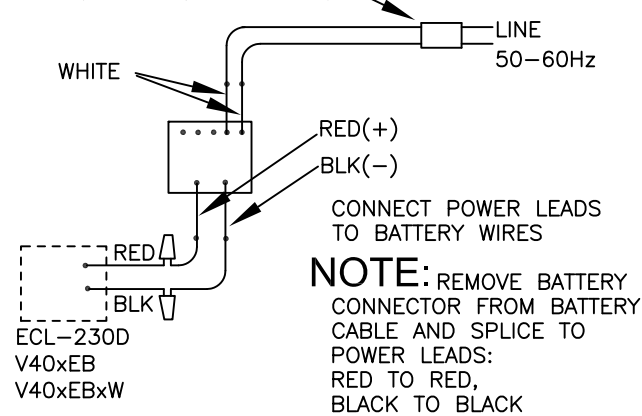 LINE
50-60Hz
WHITE
RED(+)
BLK(-)
CONNECT POWER LEADS
TO BATTERY WIRES
NOTE: REMOVE BATTERY
CONNECTOR FROM BATTERY
CABLE AND SPLICE TO
POWER LEADS:
RED TO RED,
BLACK TO BLACK
RED
BLK
ECL-230D
V40xEB
V40xEBxW